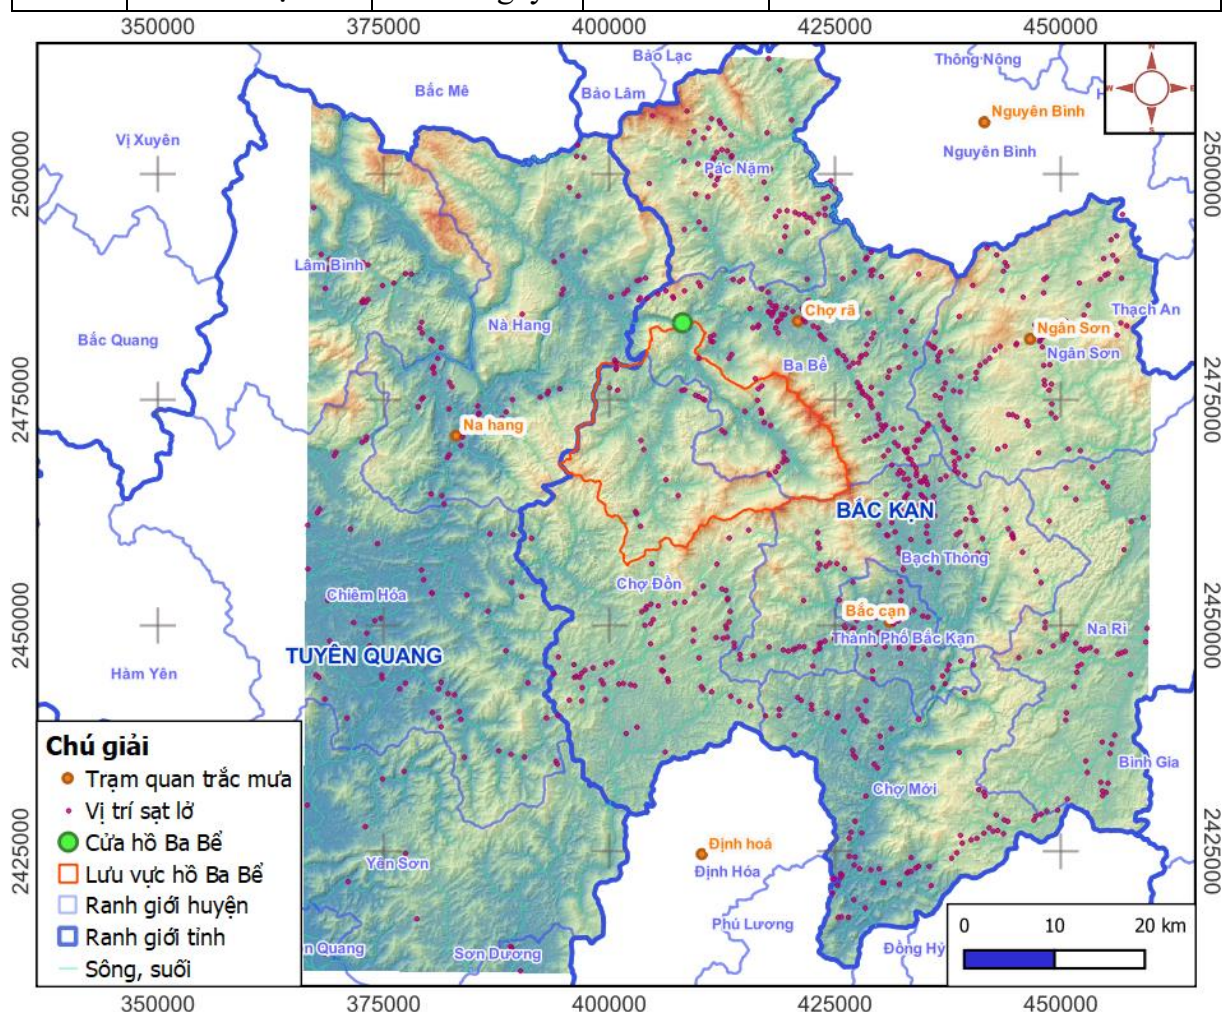 350000 375000 400000 425000 450000
Bảo Lạc
Thông Nông
Bắc Mê
Bảo Lâm
N
W E
S
Nguyên Bình
Vị Xuyên
Nguyên Bình
Pác Nặm
2500000
2500000
Lâm Bình
Thạch An
Nà Hang
Chợ rã
Ngân Sơn
Bắc Quang
Ngân Sơn
Ba Bể
2475000
2475000
Na hang
BẮC KẠN
Bạch Thông
Chợ Đồn
Chiêm Hóa
Bắc cạn
2450000
2450000
Na Rì
Thành Phố Bắc Kạn
TUYÊN QUANG
Hàm Yên
Bình Gia
Chợ Mới
Chú giải
Trạm quan trắc mưa
Vị trí sạt lở
Cửa hồ Ba Bể
Lưu vực hồ Ba Bể
Ranh giới huyện
Ranh giới tỉnh
Sông, suối
2425000
2425000
Định hoá
Yên Sơn
Định Hóa
Phú Lương
n Quang
Sơn Dương
Đồng Hỷ
0 10 20 km
350000 375000 400000 425000 450000